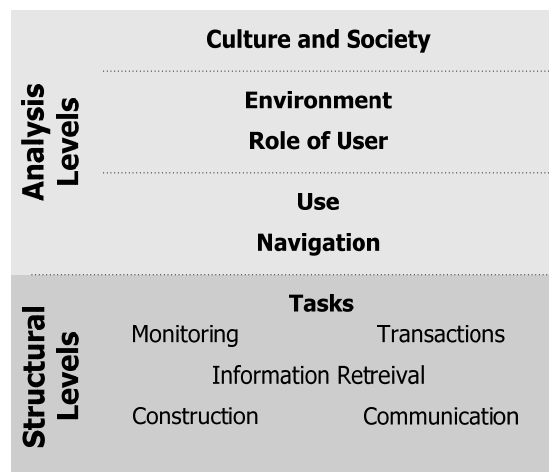 Analysis
Levels
Culture and Society
Environment
Role of User
Use
Navigation
Structural
Levels
Tasks
Monitoring Transactions
Information Retreival
Construction Communication